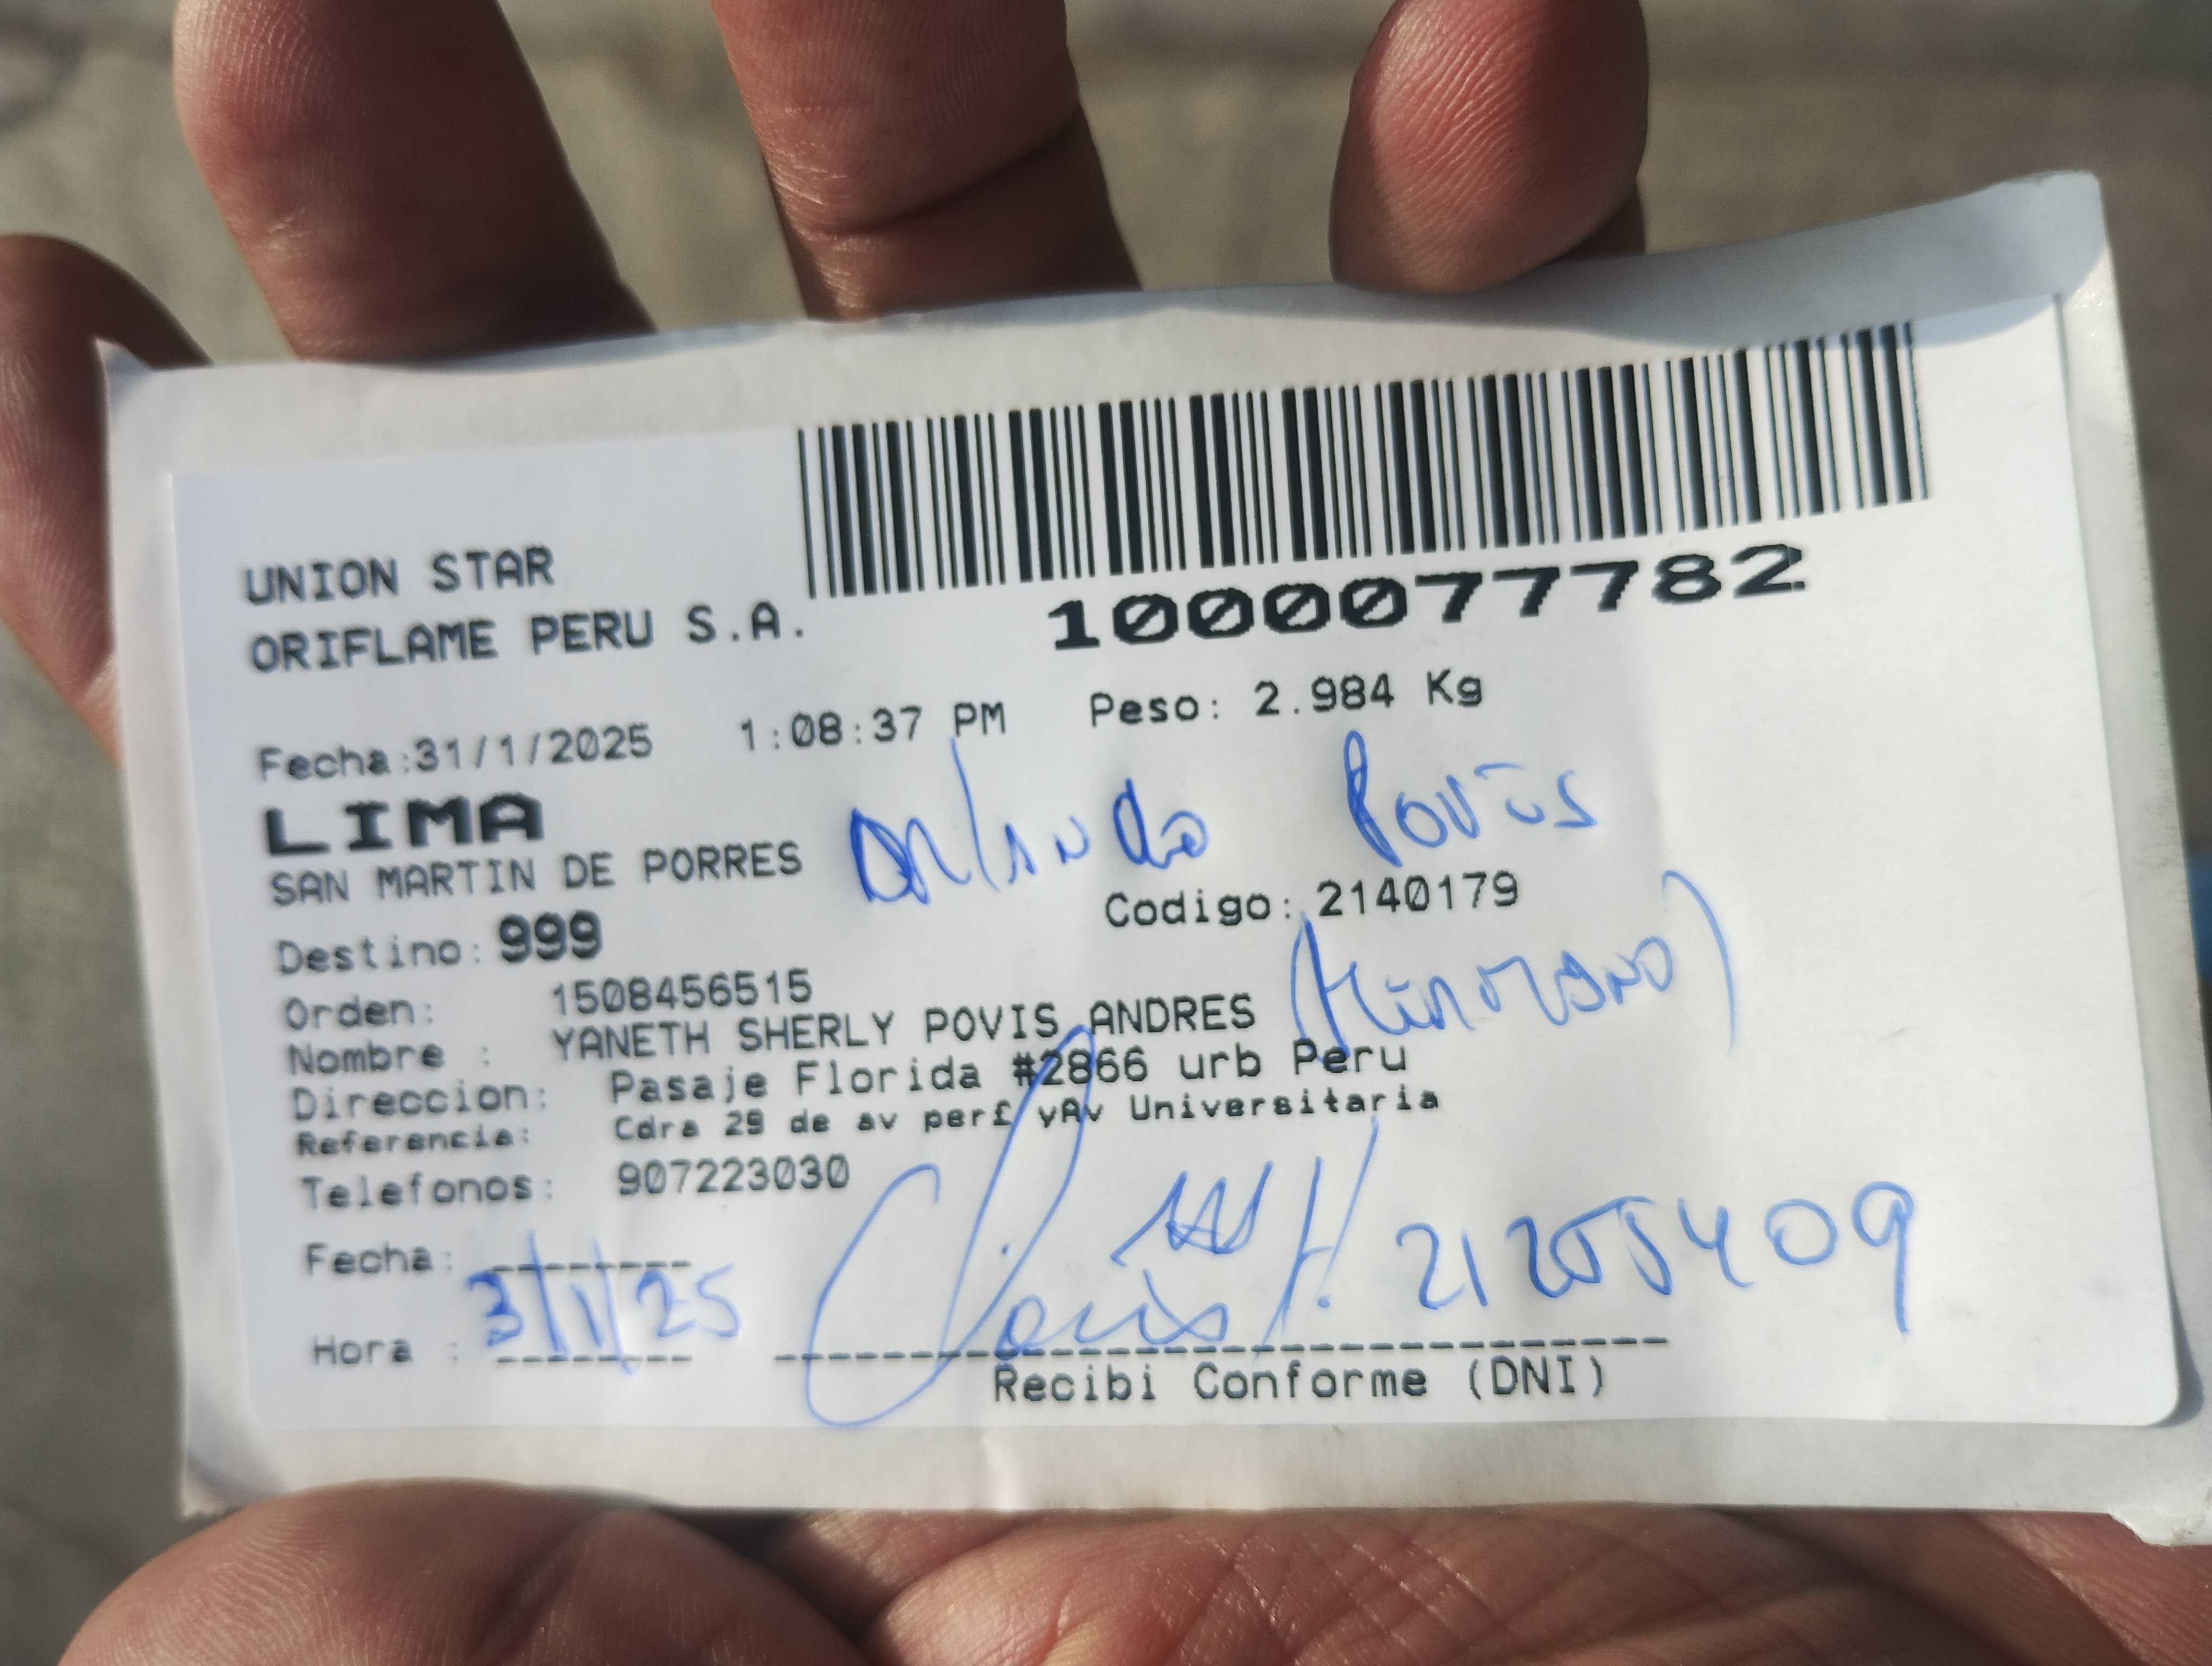 UNION STAR
ORIFLAME PERU S.A.
1000077782
Fecha:31/1/2025 1:08:37 PM Peso: 2.984 Kg
LIMA
SAN MARTIN DE PORRES Orlando Povis
Codigo: 2140179
Destino: 999
(Hermano)
Orden: 1508456515
Nombre : YANETH SHERLY POVIS ANDRES
Direccion: Pasaje Florida #2866 urb Peru
Referencia: Cdra 29 de av per£ yAv Universitaria
Telefonos: 907223030
Fecha: --------
3/1/25 21255409
Hora : --------
Recibi Conforme (DNI)